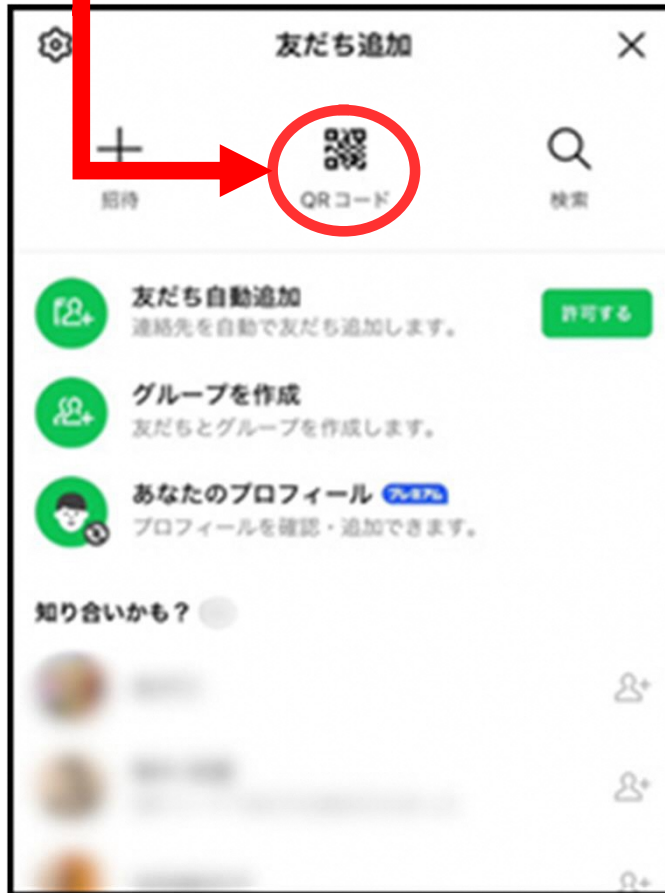 友だち追加
招待
QRコード
検索
友だち自動追加
連絡先を自動で友だち追加します。
許可する
グループを作成
友だちとグループを作成します。
あなたのプロフィール プレミアム
プロフィールを確認・追加できます。
知り合いかも？